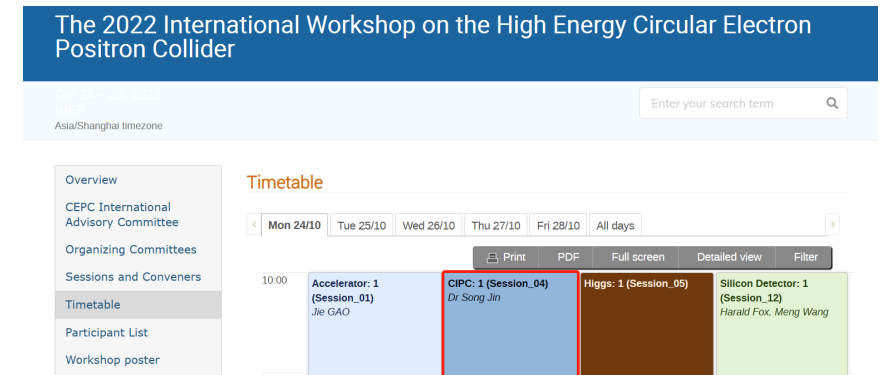 The 2022 International Workshop on the High Energy Circular Electron
Positron Collider
Enter your search term
Asia/Shanghai timezone
Overview
CEPC International
Advisory Committee
Organizing Committees
Sessions and Conveners
Timetable
Participant List
Workshop poster
Timetable
Mon 24/10 Tue 25/10 Wed 26/10 Thu 27/10 Fri 28/10 All days
Print PDF Full screen Detailed view Filter
10:00
Accelerator: 1
(Session_01)
Jie GAO
CIPC: 1 (Session_04)
Dr Song Jin
Higgs: 1 (Session_05)
Silicon Detector: 1
(Session_12)
Harald Fox, Meng Wang